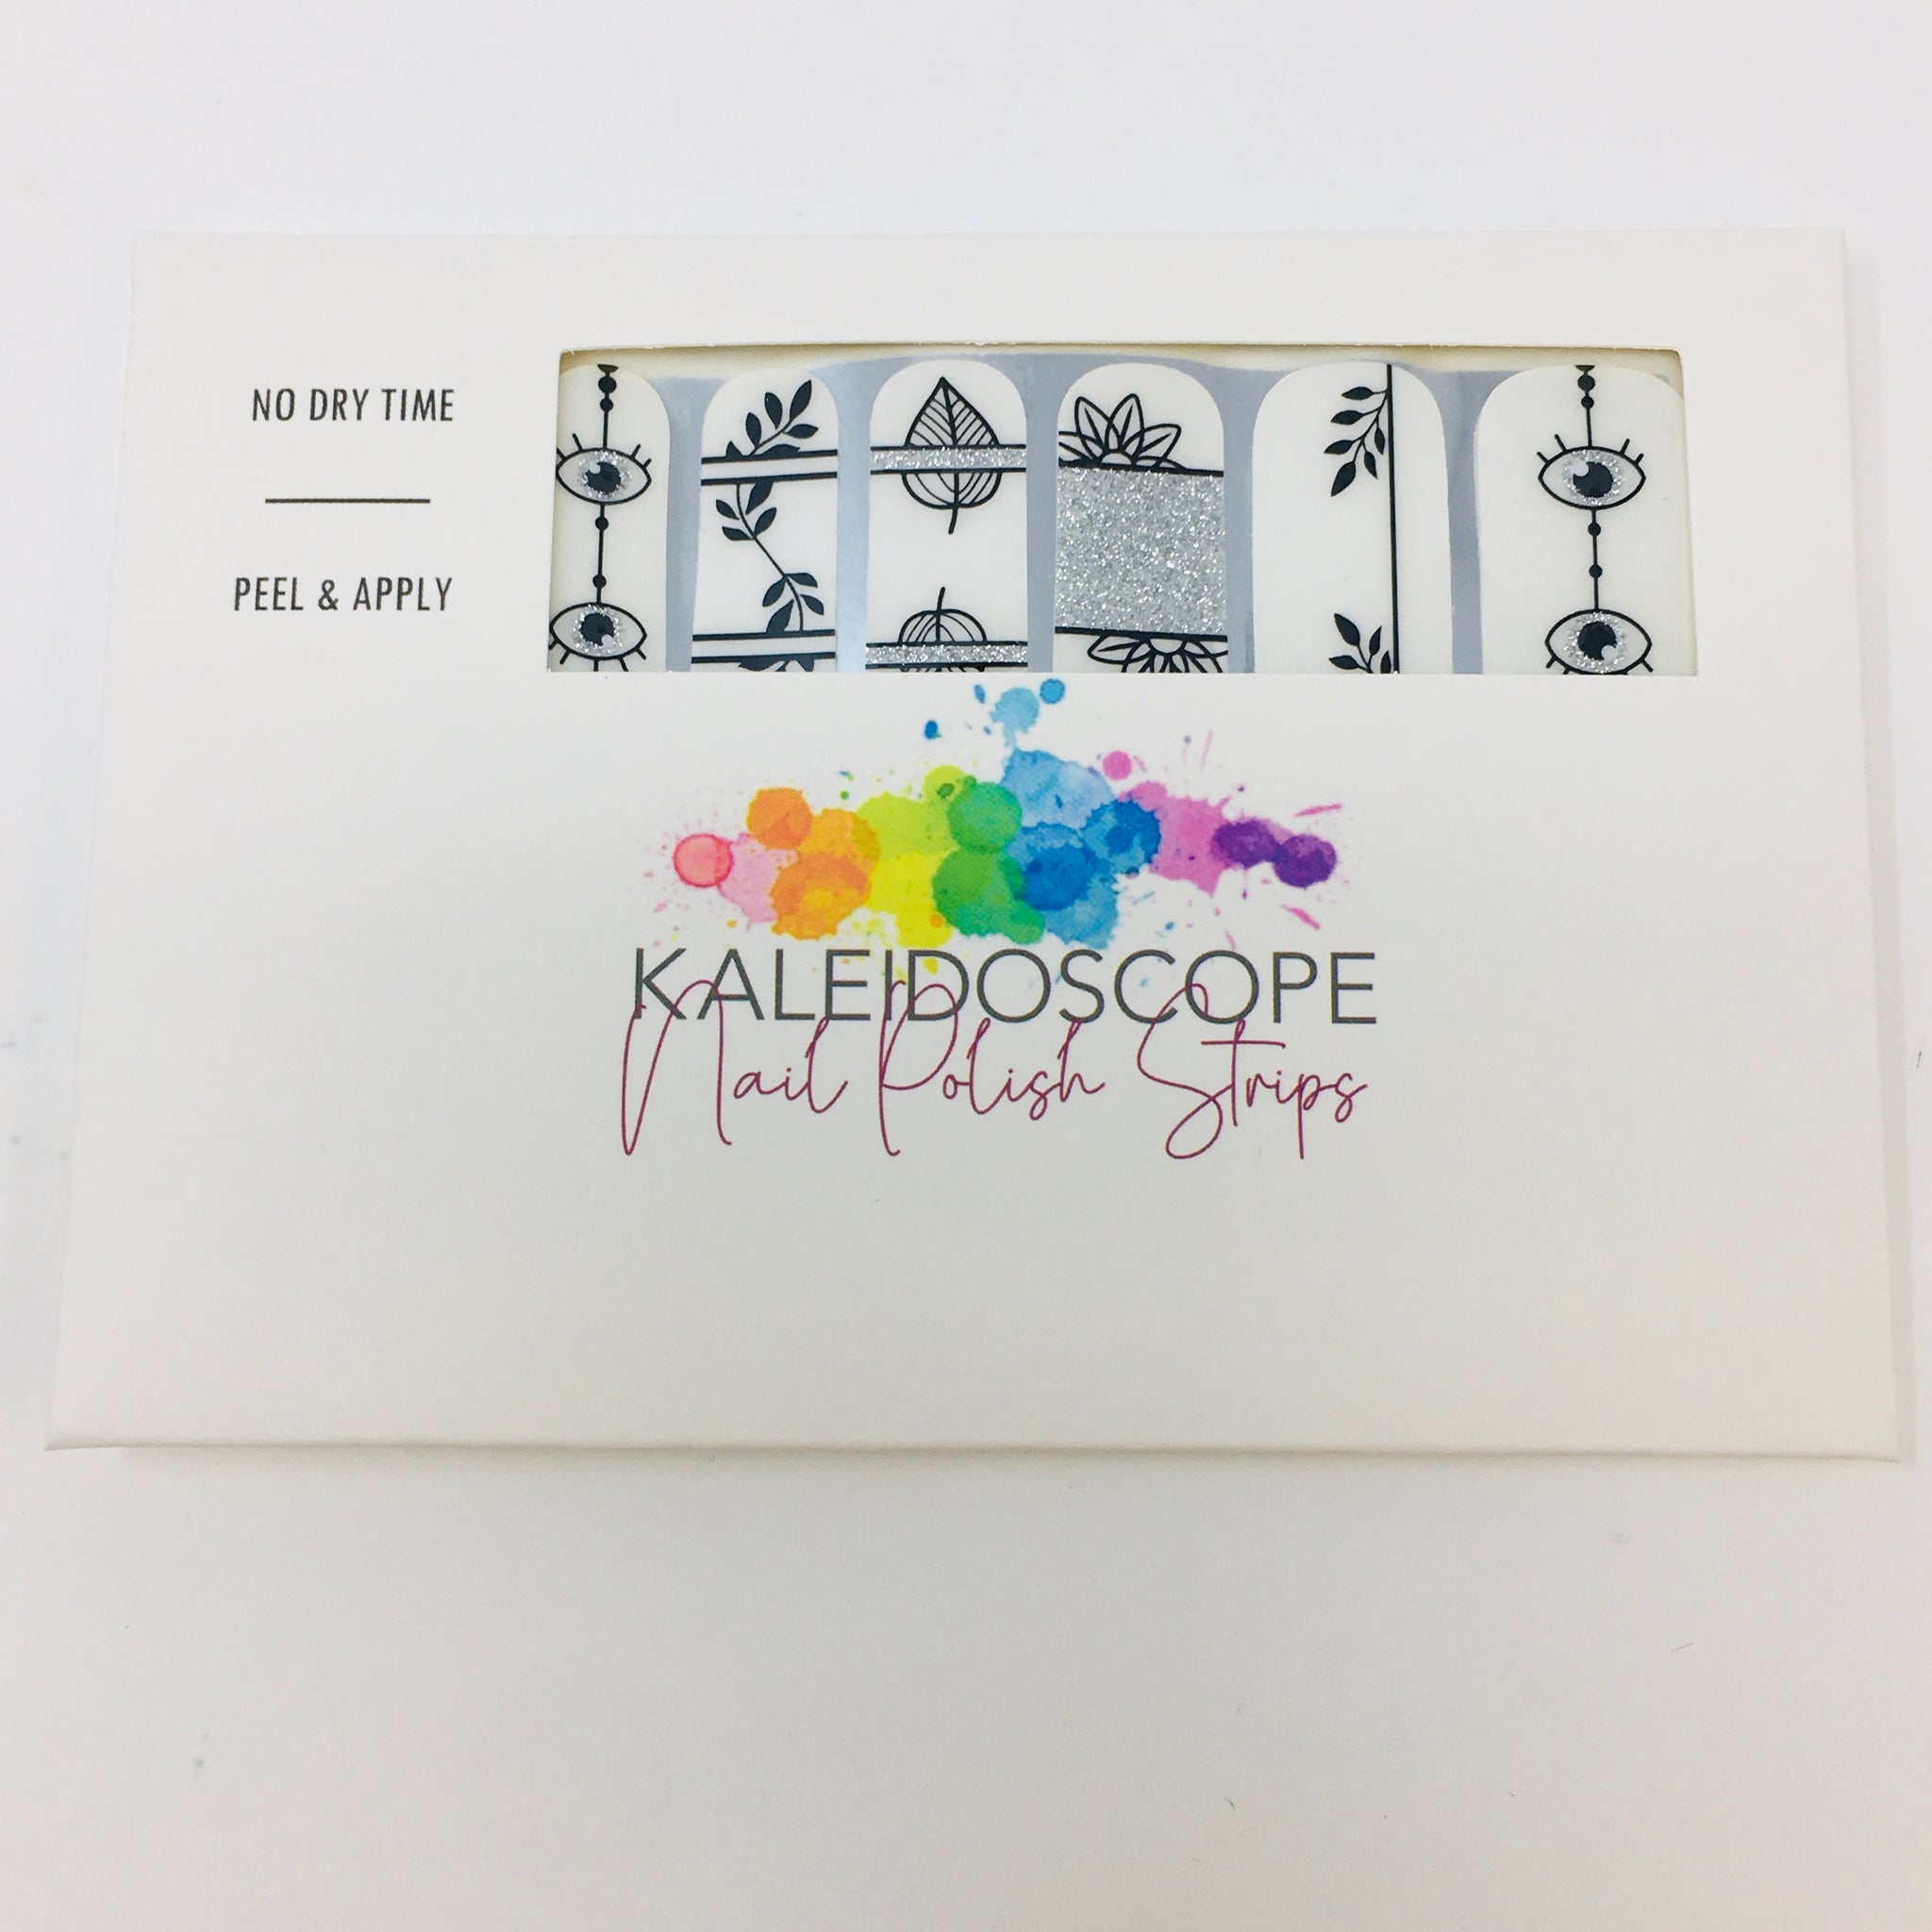 NO DRY TIME
PEEL & APPLY
KALEIDOSCOPE
Nail Polish Strips